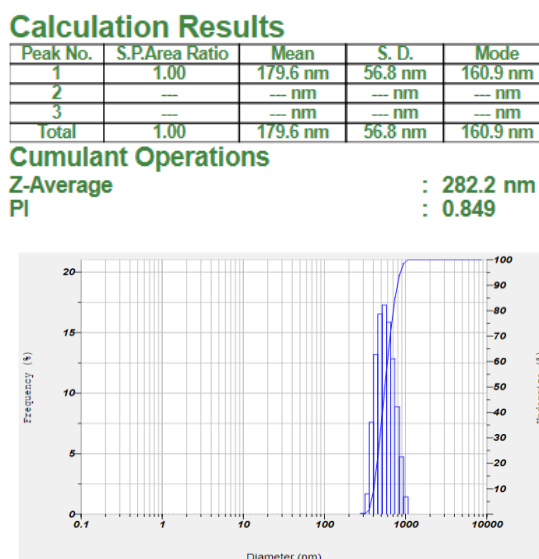 Calculation Results
Peak No. S.P.Area Ratio Mean S. D. Mode
1 1.00 179.6 nm 56.8 nm 160.9 nm
2 --- --- nm --- nm --- nm
3 --- --- nm --- nm --- nm
Total 1.00 179.6 nm 56.8 nm 160.9 nm
Cumulant Operations
Z-Average : 282.2 nm
PI : 0.849
20 15 10 5 0
Frequency (%)
100 90 80 70 60 50 40 30 20 10
0.1 1 10 100 1000 10000
Diameter (nm)